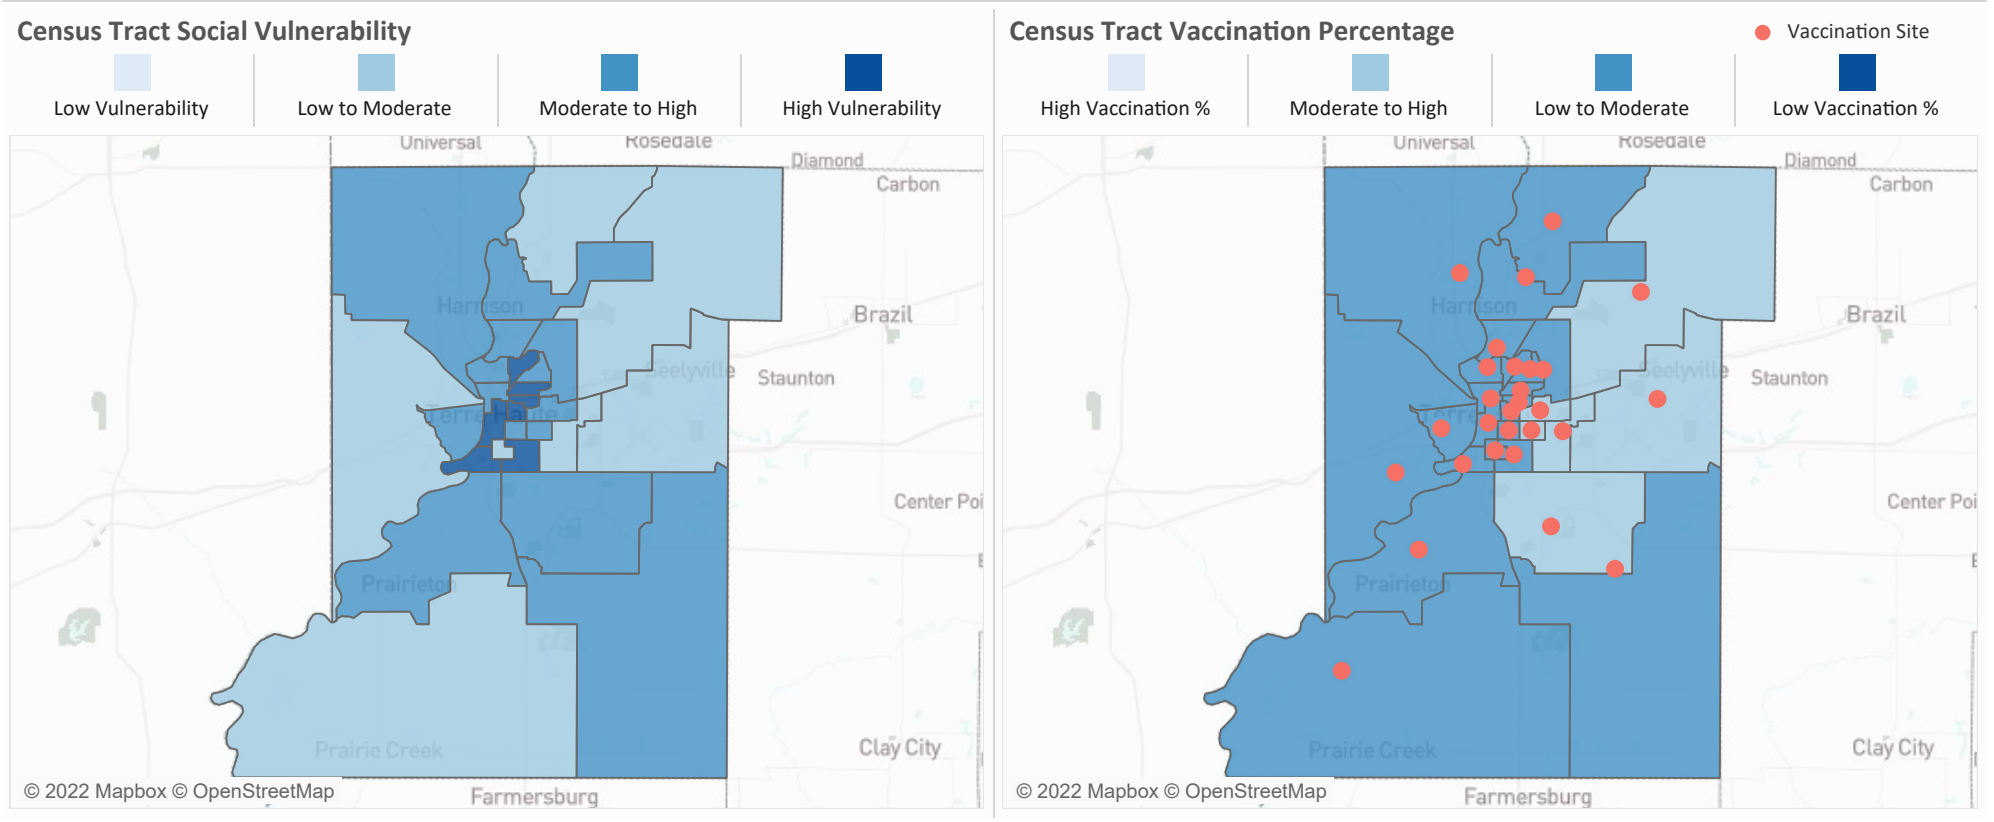 Census Tract Social Vulnerability
Low Vulnerability
Low to Moderate
Moderate to High
High Vulnerability
Universal
Rosedale
Diamond
Carbon
Harrison
Brazil
Seelyville
Staunton
Terre Haute
Center Poi
Prairieton
Prairie Creek
Clay City
© 2022 Mapbox © OpenStreetMap
Farmersburg
Census Tract Vaccination Percentage
Vaccination Site
High Vaccination %
Moderate to High
Low to Moderate
Low Vaccination %
Universal
Rosedale
Diamond
Carbon
Harrison
Brazil
Seelyville
Staunton
Terre
Center Poi
Prairieton
Prairie Creek
Clay City
© 2022 Mapbox © OpenStreetMap
Farmersburg